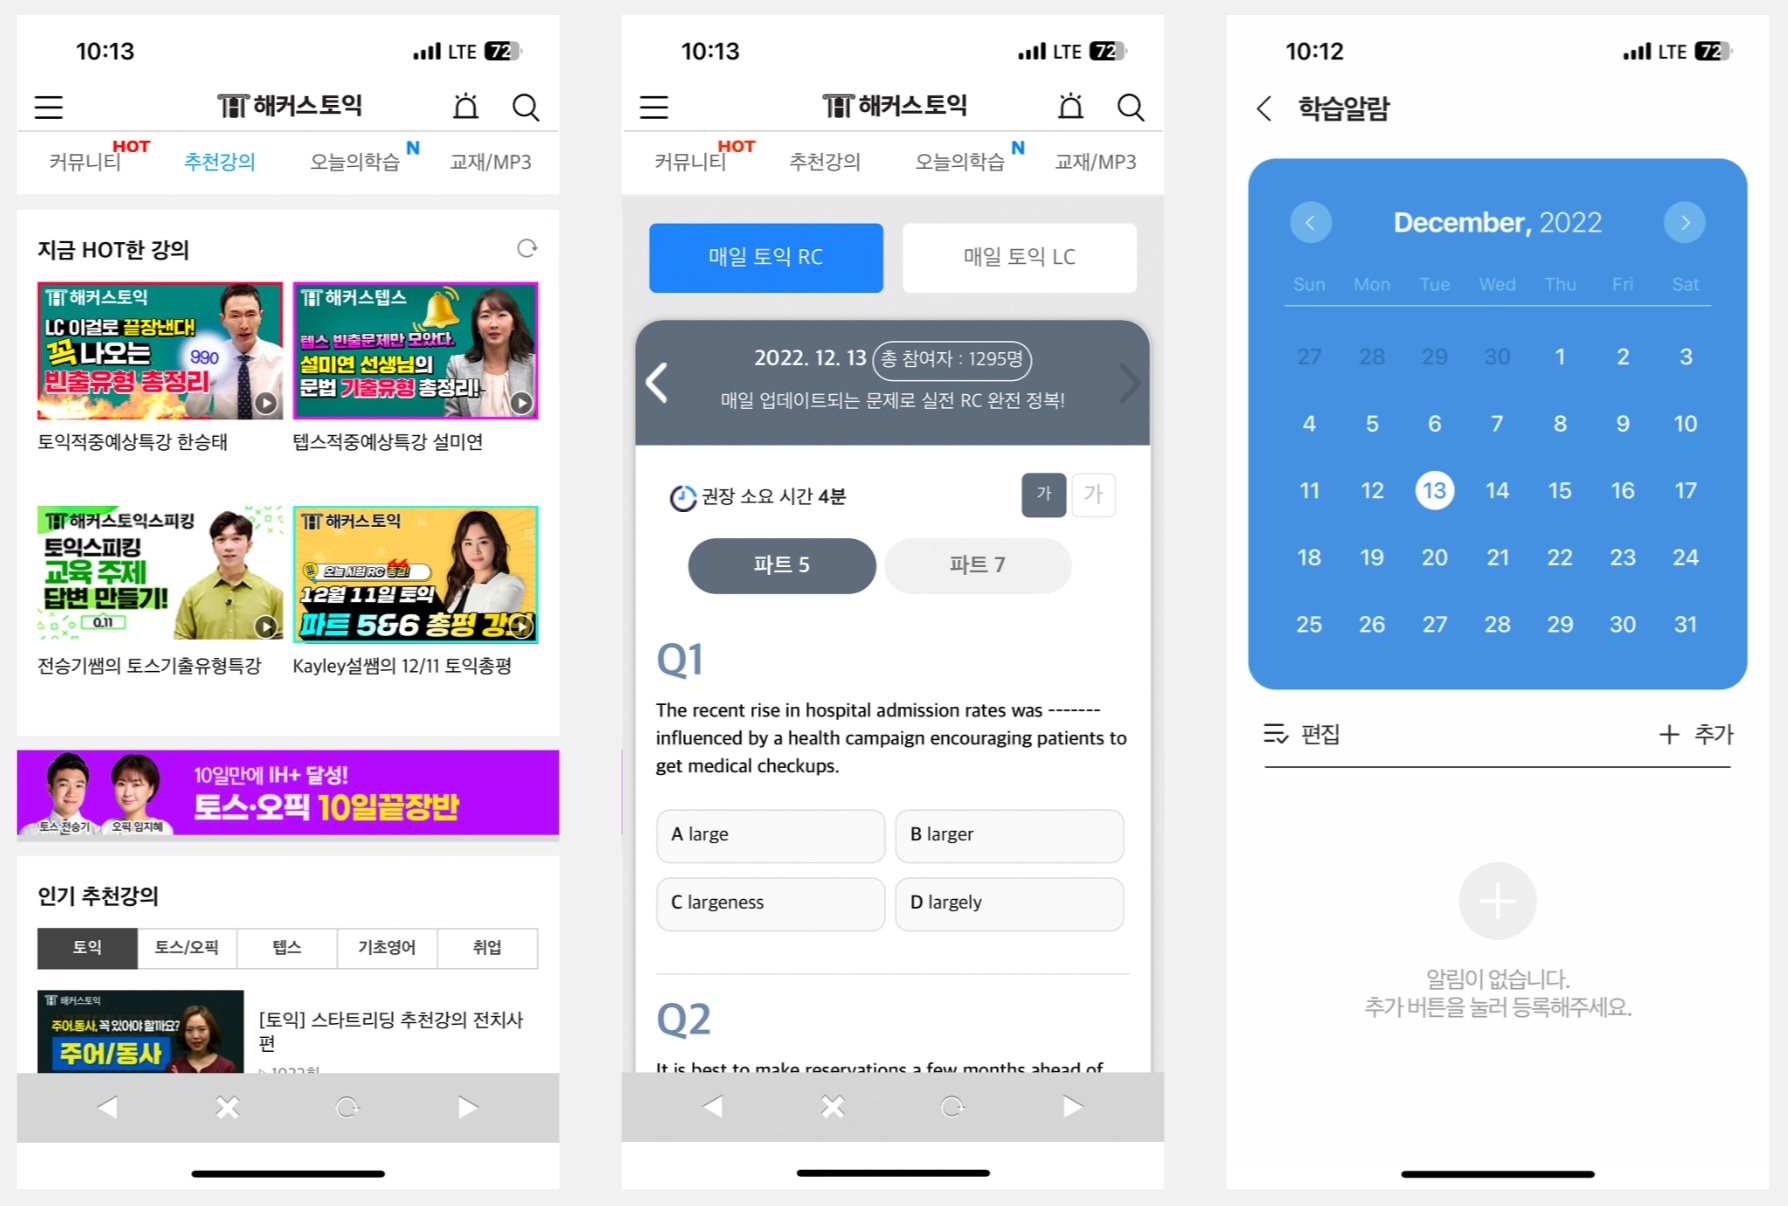 10:13
LTE 72
해커스토익
커뮤니티 HOT
추천강의
오늘의학습 N
교재/MP3
지금 HOT한 강의
해커스토익
LC 이걸로 끝장낸다!
꼭 나오는
990
빈출유형 총정리
토익적중예상특강 한승태
해커스텝스
텝스 빈출문제만 모았다.
설미연 선생님의
문법 기출유형 총정리!
텝스적중예상특강 설미연
해커스토익스피킹
토익스피킹
교육 주제
답변 만들기!
Q.11
전승기쌤의 토스기출유형특강
해커스토익
오늘 시험 RC 종결!
12월 11일 토익
파트 5&6 총평 강의
Kayley설쌤의 12/11 토익총평
10일만에 IH+ 달성!
토스·오픽 10일끝장반
토스 전승기
오픽 임지혜
인기 추천강의
토익
토스/오픽
텝스
기초영어
취업
해커스토익
주어.동사, 꼭 있어야 할까요?
주어/동사
[토익] 스타트리딩 추천강의 전치사
편
10:13
LTE 72
해커스토익
커뮤니티 HOT
추천강의
오늘의학습 N
교재/MP3
매일 토익 RC
매일 토익 LC
2022. 12. 13 총 참여자 : 1295명
매일 업데이트되는 문제로 실전 RC 완전 정복!
권장 소요 시간 4분
가
가
파트 5
파트 7
Q1
The recent rise in hospital admission rates was -------
influenced by a health campaign encouraging patients to
get medical checkups.
A large
B larger
C largeness
D largely
Q2
It is best to make reservations a few months ahead of
10:12
LTE 72
학습알람
December, 2022
Sun Mon Tue Wed Thu Fri Sat
27 28 29 30 1 2 3
4 5 6 7 8 9 10
11 12 13 14 15 16 17
18 19 20 21 22 23 24
25 26 27 28 29 30 31
편집
추가
알림이 없습니다.
추가 버튼을 눌러 등록해주세요.